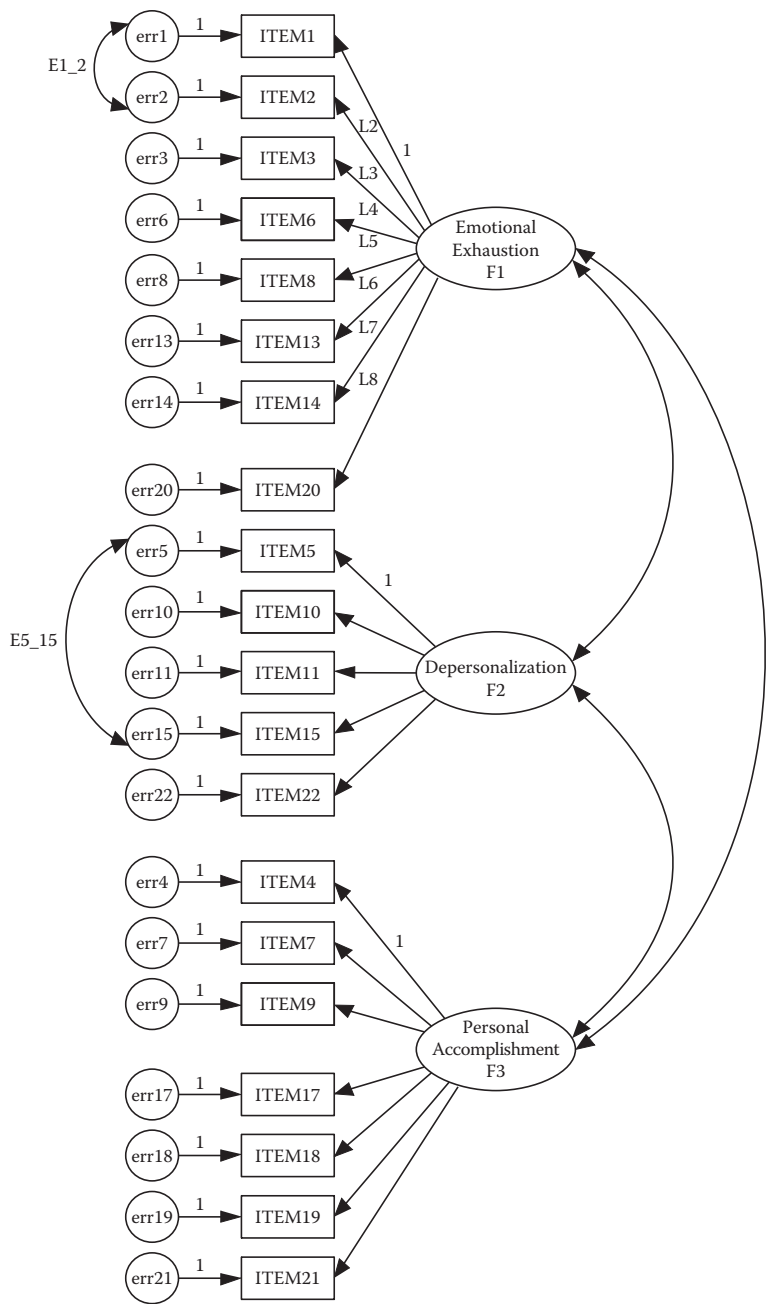 err1 1 ITEM1
E1_2
err2 1 ITEM2
L2
1
err3 1 ITEM3
L3
err6 1 ITEM6
L4
Emotional
Exhaustion
F1
L5
err8 1 ITEM8
L6
err13 1 ITEM13
L7
err14 1 ITEM14
L8
err20 1 ITEM20
err5 1 ITEM5
1
err10 1 ITEM10
E5_15
err11 1 ITEM11
Depersonalization
F2
err15 1 ITEM15
err22 1 ITEM22
err4 1 ITEM4
1
err7 1 ITEM7
err9 1 ITEM9
Personal
Accomplishment
F3
err17 1 ITEM17
err18 1 ITEM18
err19 1 ITEM19
err21 1 ITEM21